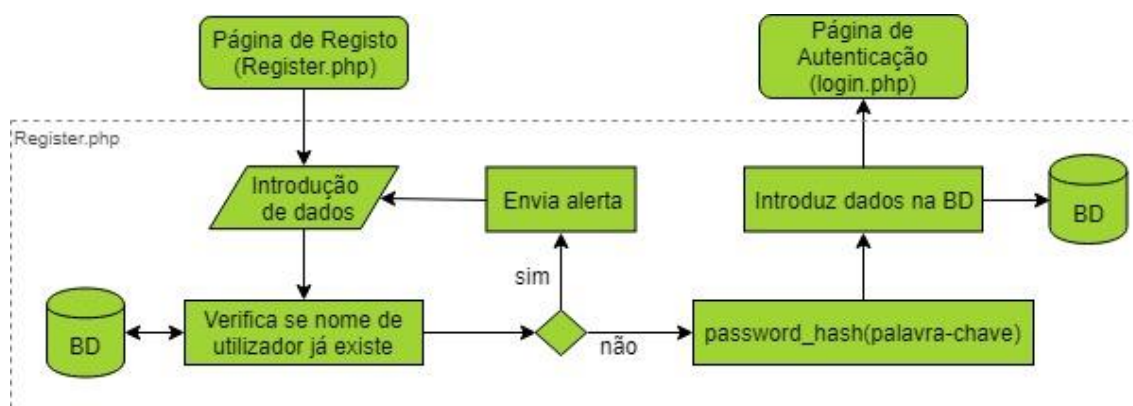 Página de Registo
(Register.php)
Página de
Autenticação
(login.php)
Register.php
Introdução
de dados
Envia alerta
Introduz dados na BD
BD
sim
BD
Verifica se nome de
utilizador já existe
não
password_hash(palavra-chave)